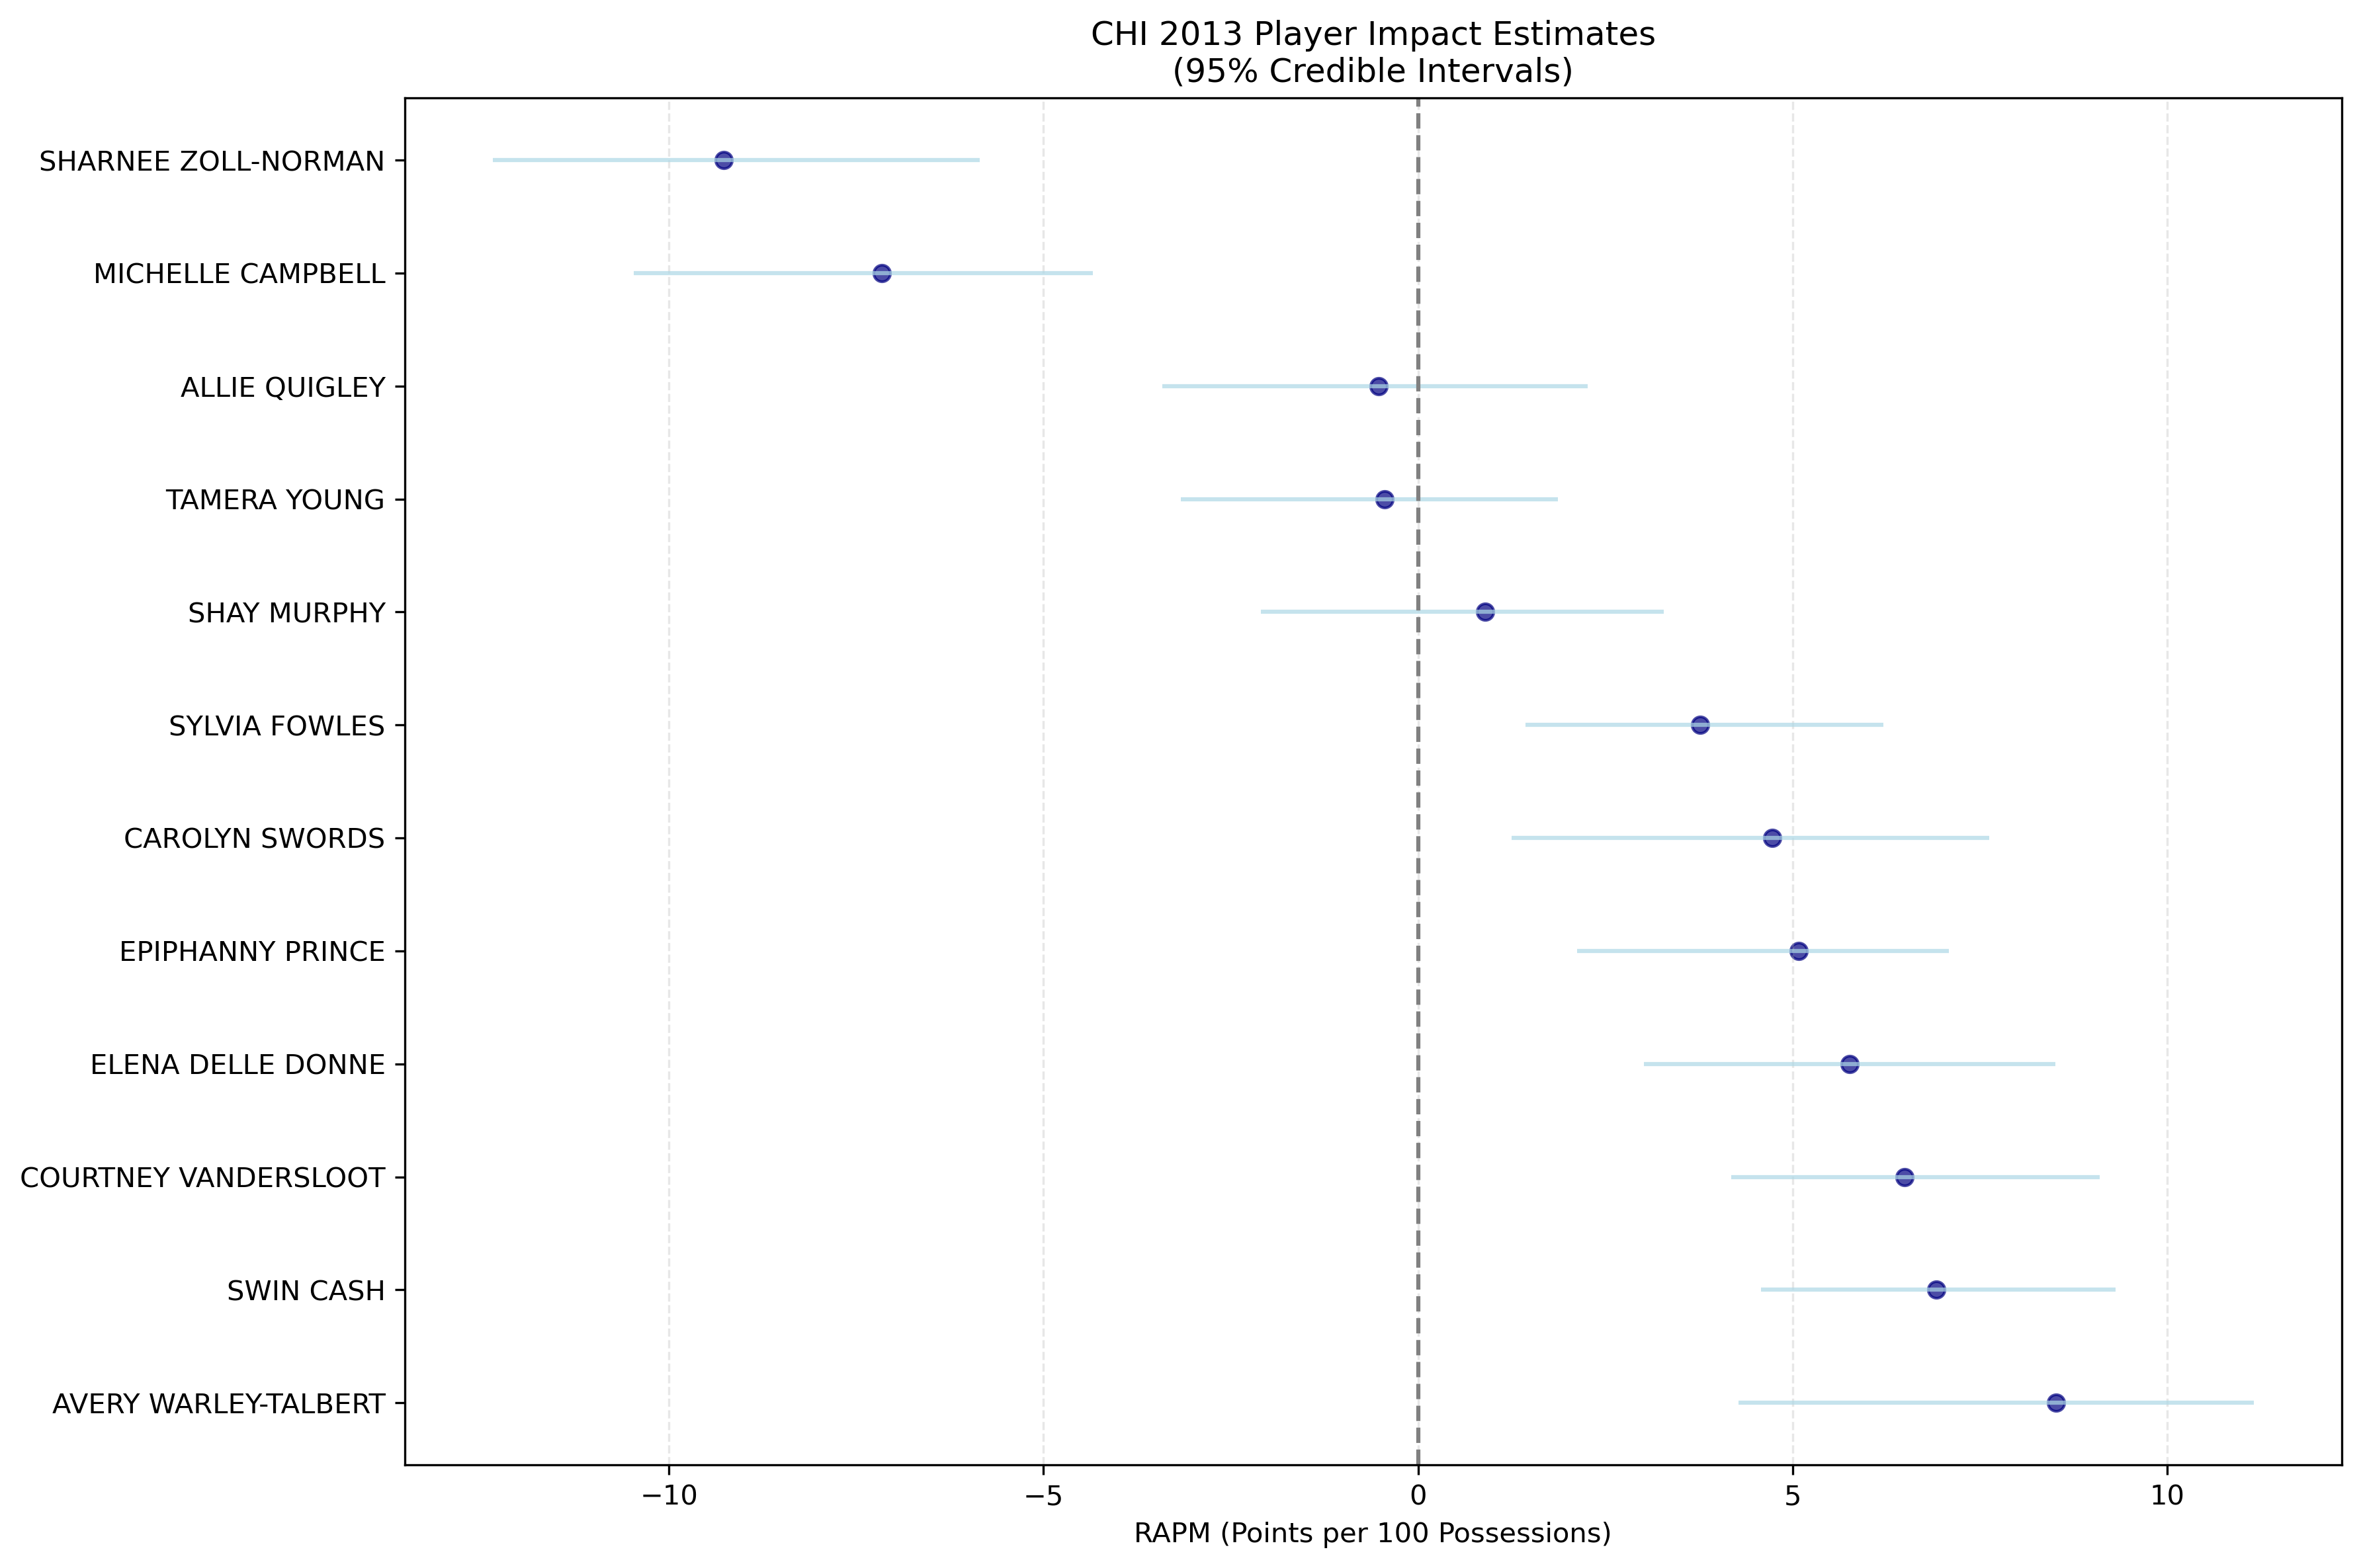 CHI 2013 Player Impact Estimates
(95% Credible Intervals)
SHARNEE ZOLL-NORMAN
MICHELLE CAMPBELL
ALLIE QUIGLEY
TAMERA YOUNG
SHAY MURPHY
SYLVIA FOWLES
CAROLYN SWORDS
EPIPHANNY PRINCE
ELENA DELLE DONNE
COURTNEY VANDERSLOOT
SWIN CASH
AVERY WARLEY-TALBERT
−10 −5 0 5 10
RAPM (Points per 100 Possessions)